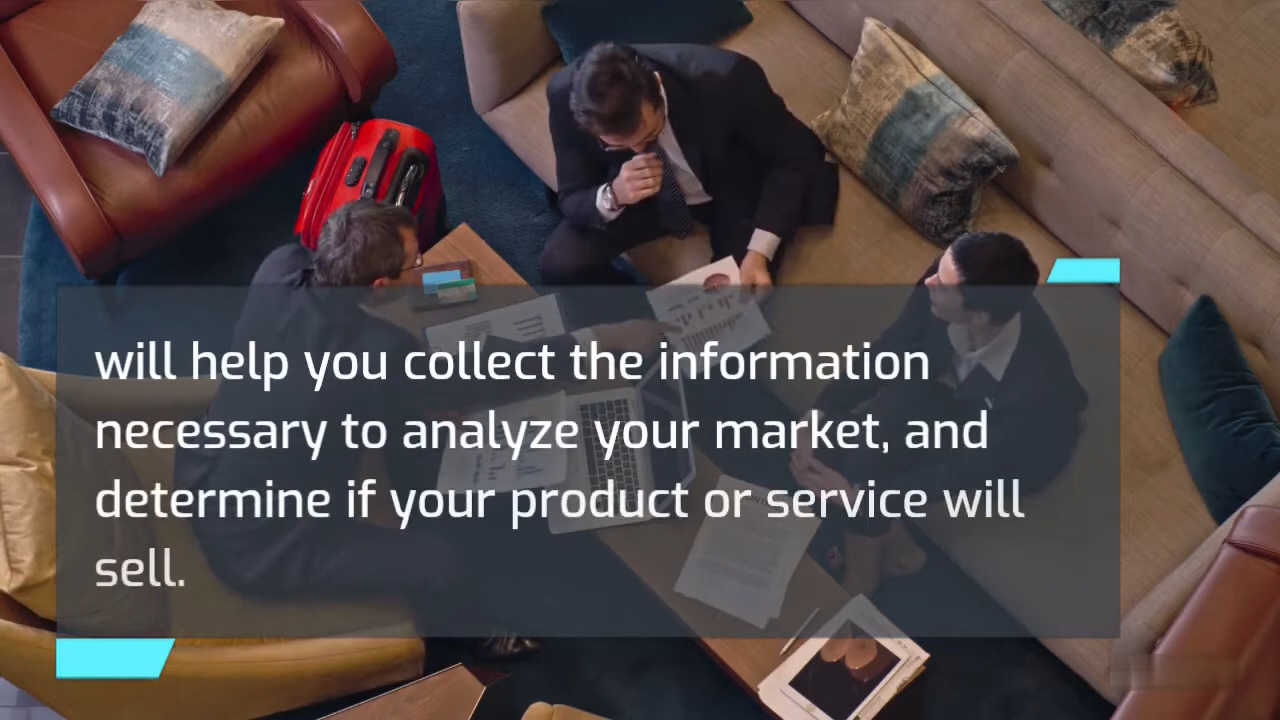 will help you collect the information
necessary to analyze your market, and
determine if your product or service will
sell.